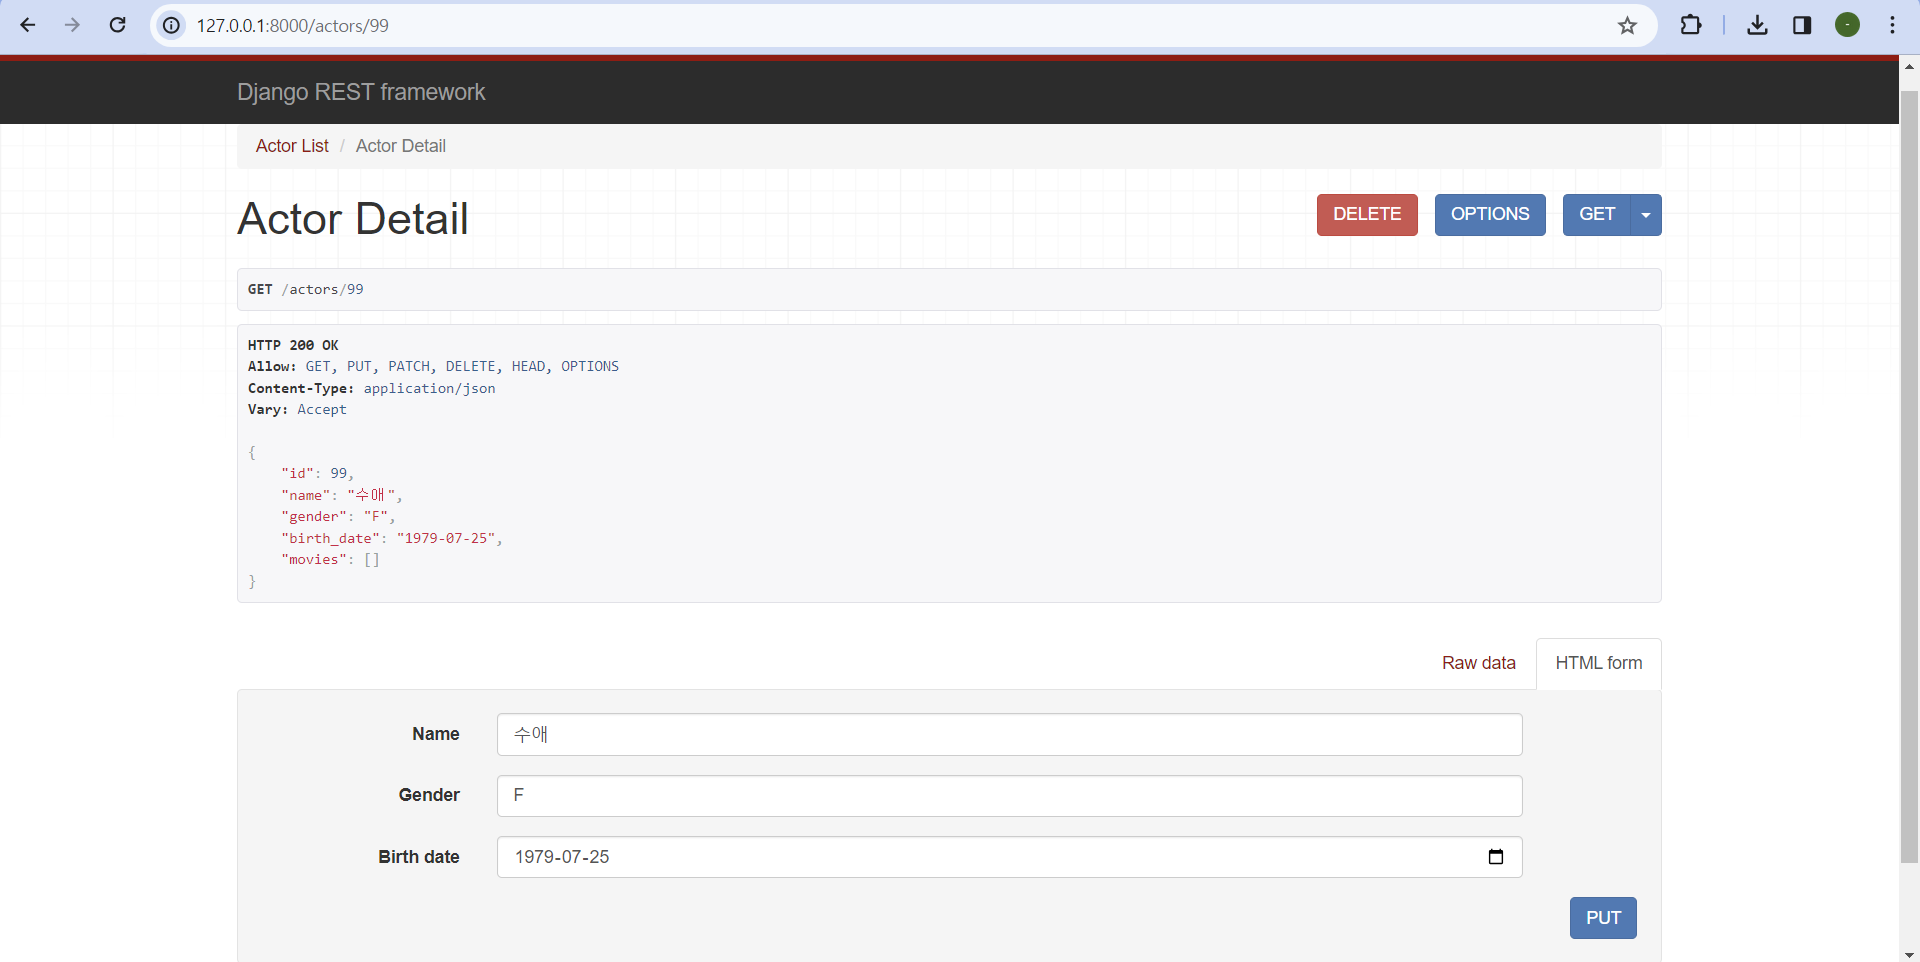 127.0.0.1:8000/actors/99
Django REST framework
Actor List / Actor Detail
Actor Detail
DELETE
OPTIONS
GET
GET /actors/99
HTTP 200 OK
Allow: GET, PUT, PATCH, DELETE, HEAD, OPTIONS
Content-Type: application/json
Vary: Accept
{
"id": 99,
"name": "수애",
"gender": "F",
"birth_date": "1979-07-25",
"movies": []
}
Raw data
HTML form
Name
수애
Gender
F
Birth date
1979-07-25
PUT